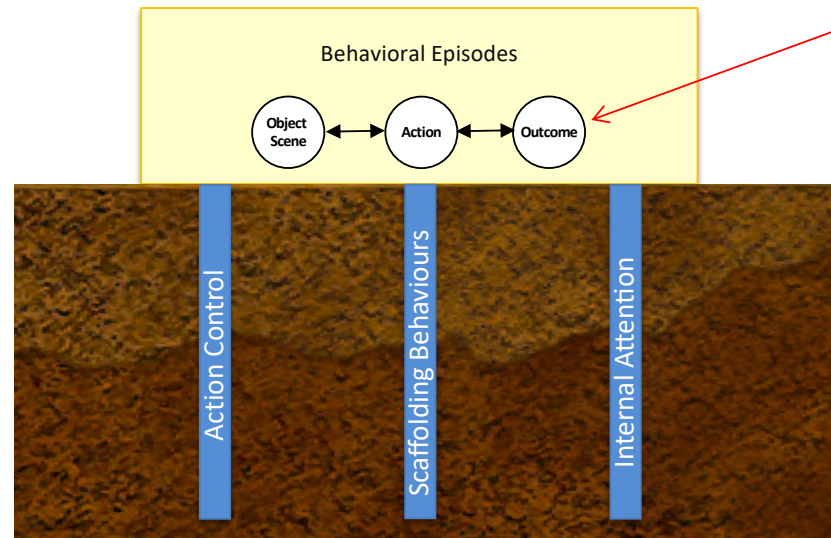 Behavioral Episodes
Object
Scene
Action
Outcome
Action Control
Scaffolding Behaviours
Internal Attention